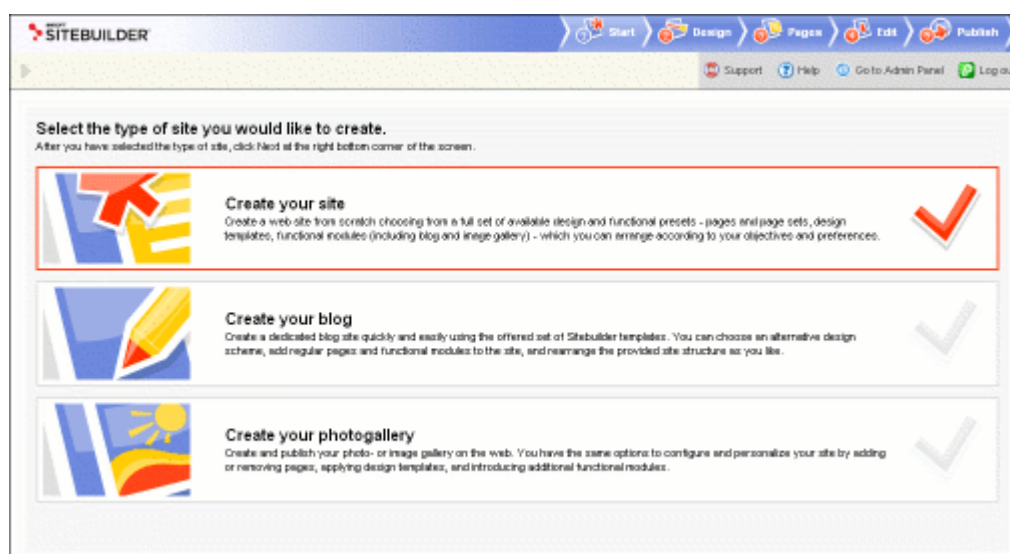 SITEBUILDER
Start
Design
Pages
Edit
Publish
Support
Help
Go to Admin Panel
Log ou
Select the type of site you would like to create.
After you have selected the type of site, click Next at the right bottom corner of the screen.
Create your site
Create a web site from scratch choosing from a full set of available design and functional presets - pages and page sets, design
templates, functional modules (including blog and image gallery) - which you can arrange according to your objectives and preferences.
Create your blog
Create a dedicated blog site quickly and easily using the offered set of Sitebuilder templates. You can choose an alternative design
scheme, add regular pages and functional modules to the site, and rearrange the provided site structure as you like.
Create your photogallery
Create and publish your photo- or image gallery on the web. You have the same options to configure and personalize your site by adding
or removing pages, applying design templates, and introducing additional functional modules.